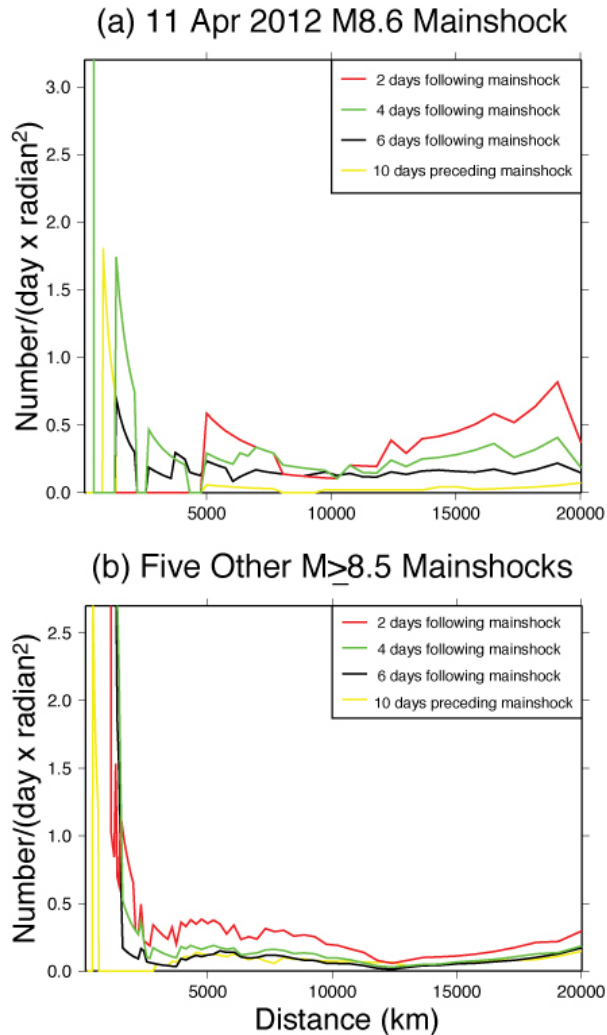 (a) 11 Apr 2012 M8.6 Mainshock
Number/(day x radian²)
3.0
2.5
2.0
1.5
1.0
0.5
0.0
2 days following mainshock
4 days following mainshock
6 days following mainshock
10 days preceding mainshock
5000 10000 15000 20000
(b) Five Other M≥8.5 Mainshocks
Number/(day x radian²)
2.5
2.0
1.5
1.0
0.5
0.0
2 days following mainshock
4 days following mainshock
6 days following mainshock
10 days preceding mainshock
5000 10000 15000 20000
Distance (km)